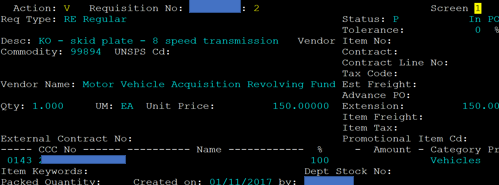 Action: V Requisition No: : 2 Screen 1
Req Type: RE Regular Status: P In PO
Tolerance: 0 %
Desc: KO - skid plate - 8 speed transmission Vendor Item No:
Commodity: 99894 UNSPS Cd: Contract:
Contract Line No:
Tax Code:
Vendor Name: Motor Vehicle Acquisition Revolving Fund Est Freight:
Advance PO:
Qty: 1.000 UM: EA Unit Price: 150.00000 Extension: 150.00
Item Freight:
Item Tax:
External Contract No: Promotional Item Cd:
----- CCC No ------ ---------- Name ------------ % - Amount - Category Pr
0143 100 Vehicles
Item Keywords: Dept Stock No:
Packed Quantity: Created on: 01/11/2017 by: